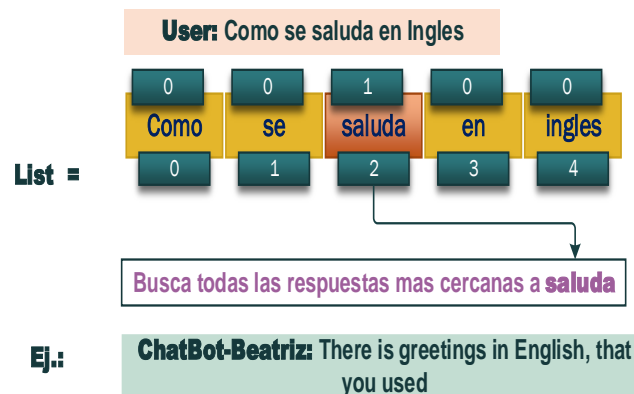 User: Como se saluda en Ingles
0 0 1 0 0
Como se saluda en ingles
List = 0 1 2 3 4
Busca todas las respuestas mas cercanas a saluda
Ej.: ChatBot-Beatriz: There is greetings in English, that
you used